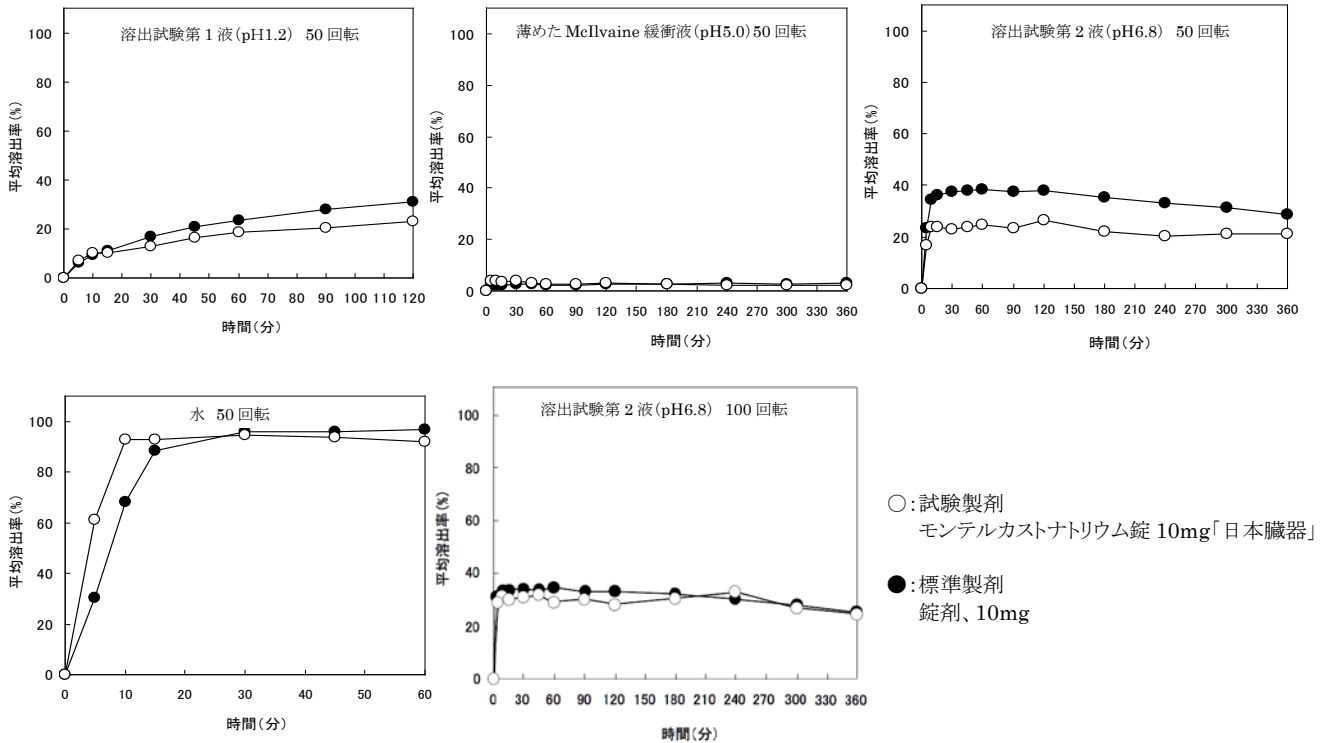 溶出試験第1液(pH1.2) 50回転
100
80
60
40
20
0
平均溶出率(%)
0 10 20 30 40 50 60 70 80 90 100 110 120
時間(分)
薄めたMcIlvaine緩衝液(pH5.0)50回転
100
80
60
40
20
0
平均溶出率(%)
0 30 60 90 120 150 180 210 240 270 300 330 360
時間(分)
溶出試験第2液(pH6.8) 50回転
100
80
60
40
20
0
平均溶出率(%)
0 30 60 90 120 150 180 210 240 270 300 330 360
時間(分)
水 50回転
100
80
60
40
20
0
平均溶出率(%)
0 10 20 30 40 50 60
時間(分)
溶出試験第2液(pH6.8) 100回転
100
80
60
40
20
0
平均溶出率(%)
0 30 60 90 120 150 180 210 240 270 300 330 360
時間(分)
○:試験製剤
モンテルカストナトリウム錠 10mg「日本臓器」
●:標準製剤
錠剤、10mg